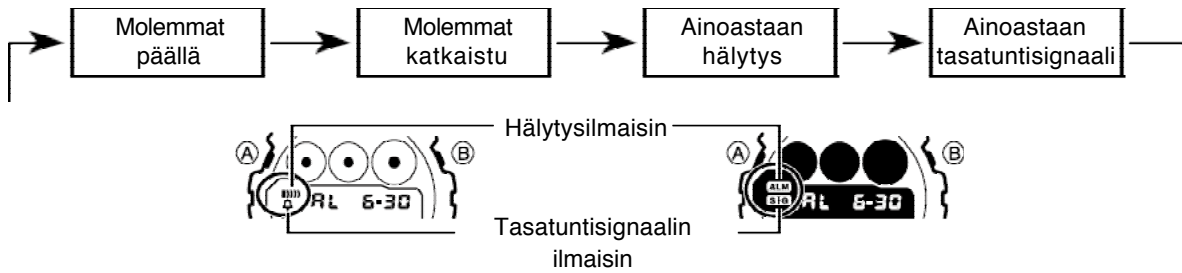 Molemmat
päällä
Molemmat
katkaistu
Ainoastaan
hälytys
Ainoastaan
tasatuntisignaali
Hälytysilmaisin
A
B
A
B
ALM
AL 6-30
SIG
AL 6-30
Tasatuntisignaalin
ilmaisin